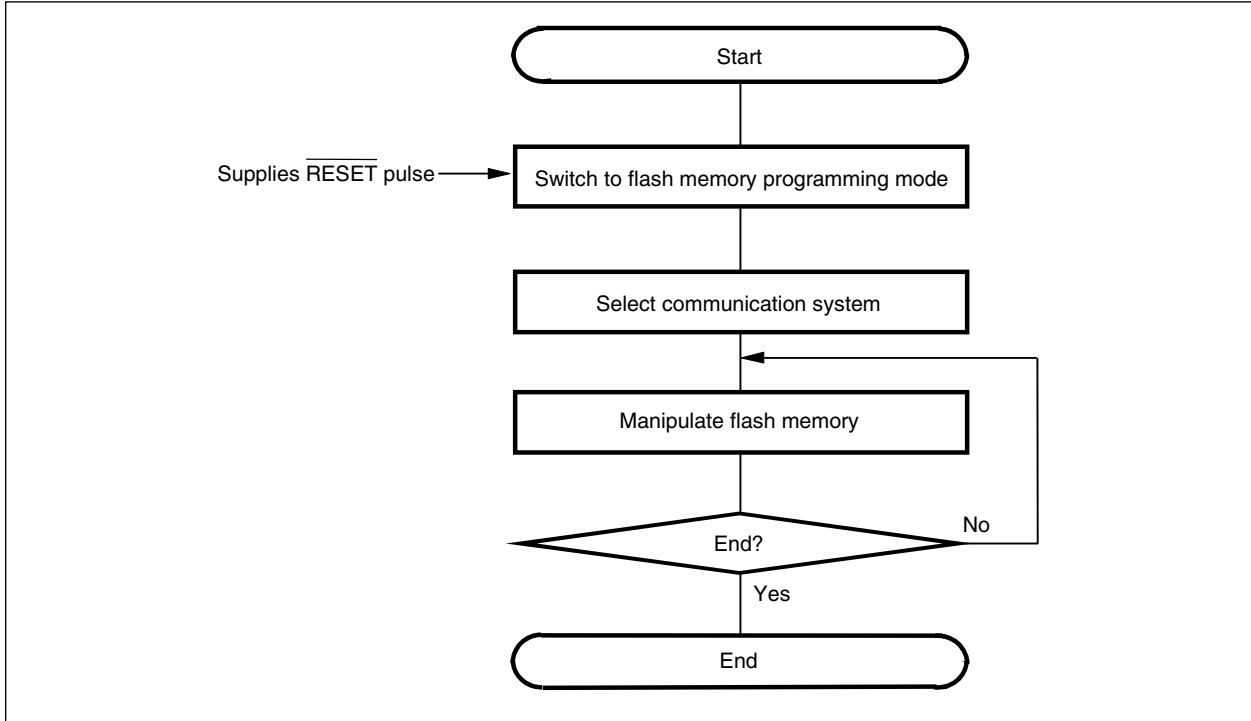 Start
Supplies RESET pulse
Switch to flash memory programming mode
Select communication system
Manipulate flash memory
End?
No
Yes
End